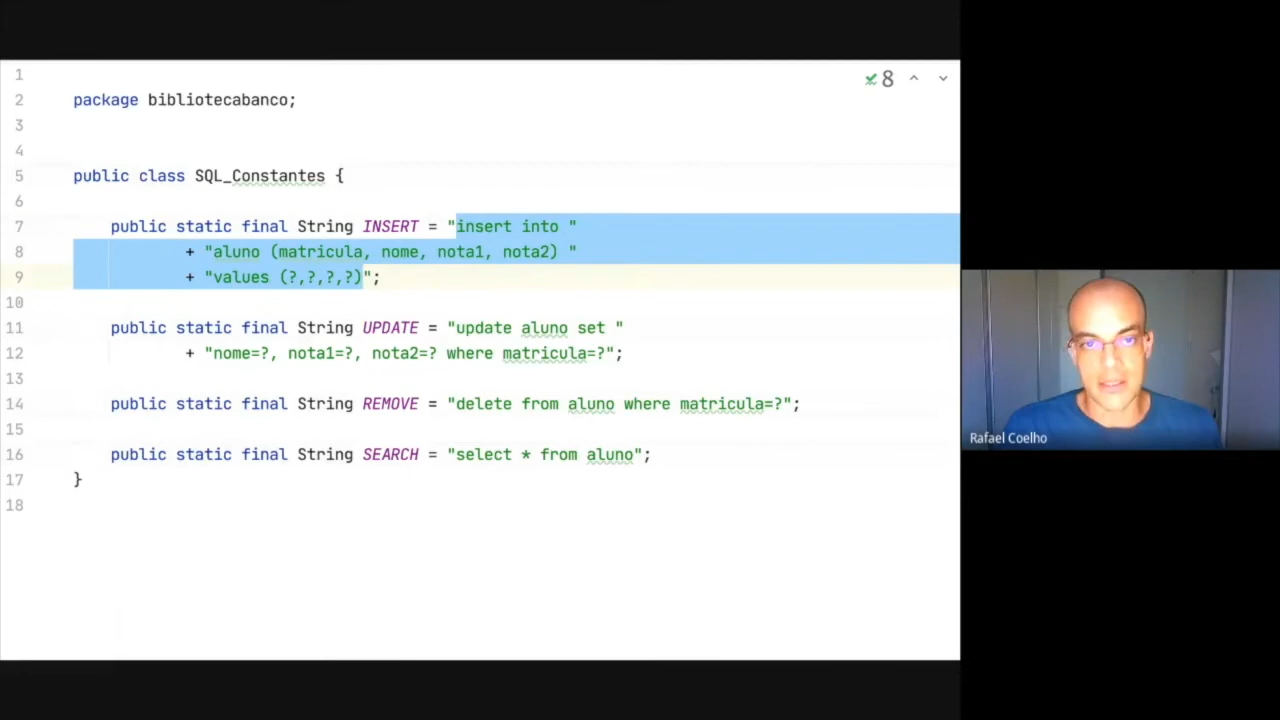 1
2 package bibliotecabanco;
3
4
5 public class SQL_Constantes {
6
7 public static final String INSERT = "insert into "
8 + "aluno (matricula, nome, nota1, nota2) "
9 + "values (?,?,?,?)";
10
11 public static final String UPDATE = "update aluno set "
12 + "nome=?, nota1=?, nota2=? where matricula=?";
13
14 public static final String REMOVE = "delete from aluno where matricula=?";
15
16 public static final String SEARCH = "select * from aluno";
17 }
18
8
Rafael Coelho